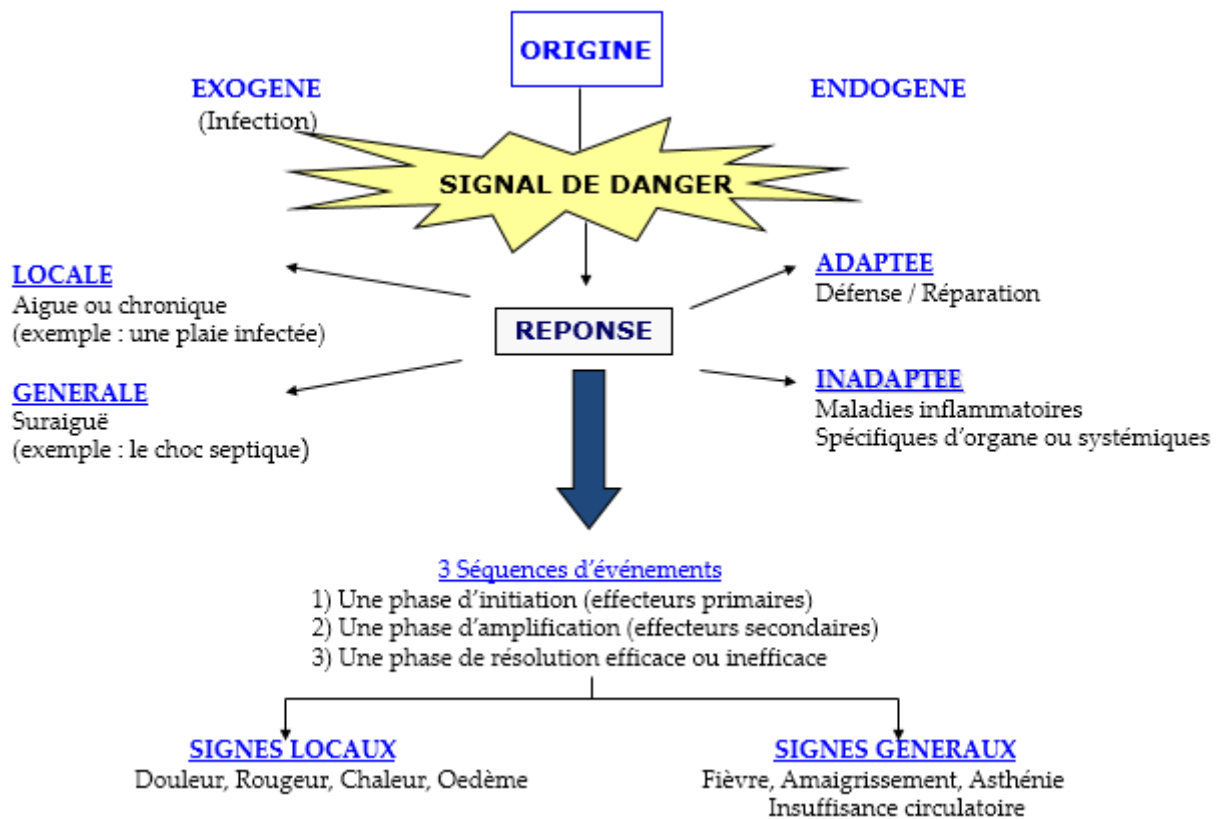 ORIGINE
EXOGENE
(Infection)
ENDOGENE
SIGNAL DE DANGER
LOCALE
Aigue ou chronique
(exemple : une plaie infectée)
GENERALE
Suraiguë
(exemple : le choc septique)
REPONSE
ADAPTEE
Défense / Réparation
INADAPTEE
Maladies inflammatoires
Spécifiques d’organe ou systémiques
3 Séquences d’événements
1) Une phase d’initiation (effecteurs primaires)
2) Une phase d’amplification (effecteurs secondaires)
3) Une phase de résolution efficace ou inefficace
SIGNES LOCAUX
Douleur, Rougeur, Chaleur, Oedème
SIGNES GENERAUX
Fièvre, Amaigrissement, Asthénie
Insuffisance circulatoire